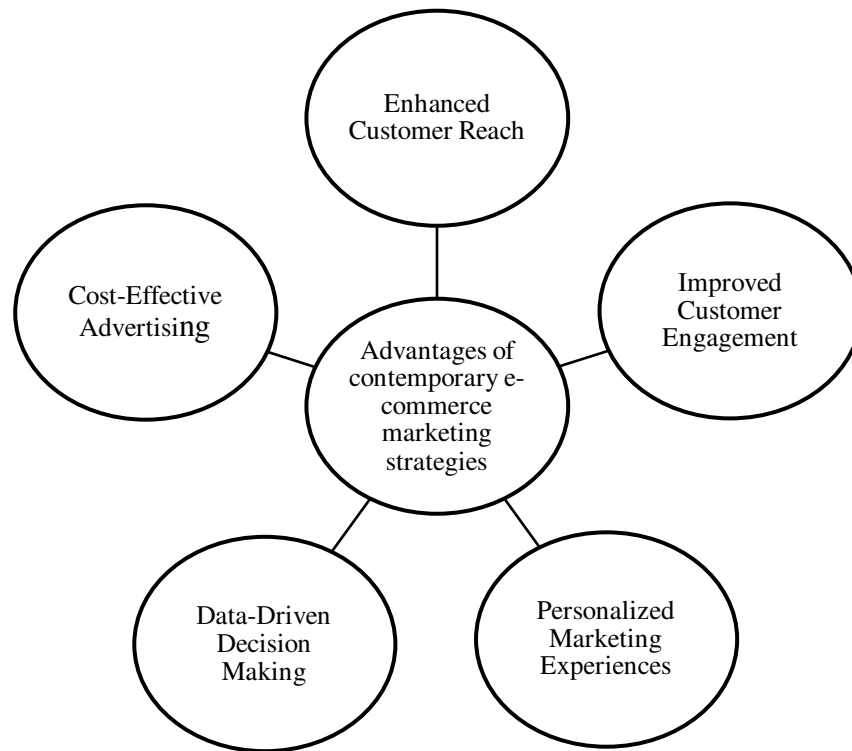 Enhanced
Customer Reach
Cost-Effective
Advertising
Improved
Customer
Engagement
Advantages of
contemporary e-
commerce
marketing
strategies
Data-Driven
Decision
Making
Personalized
Marketing
Experiences